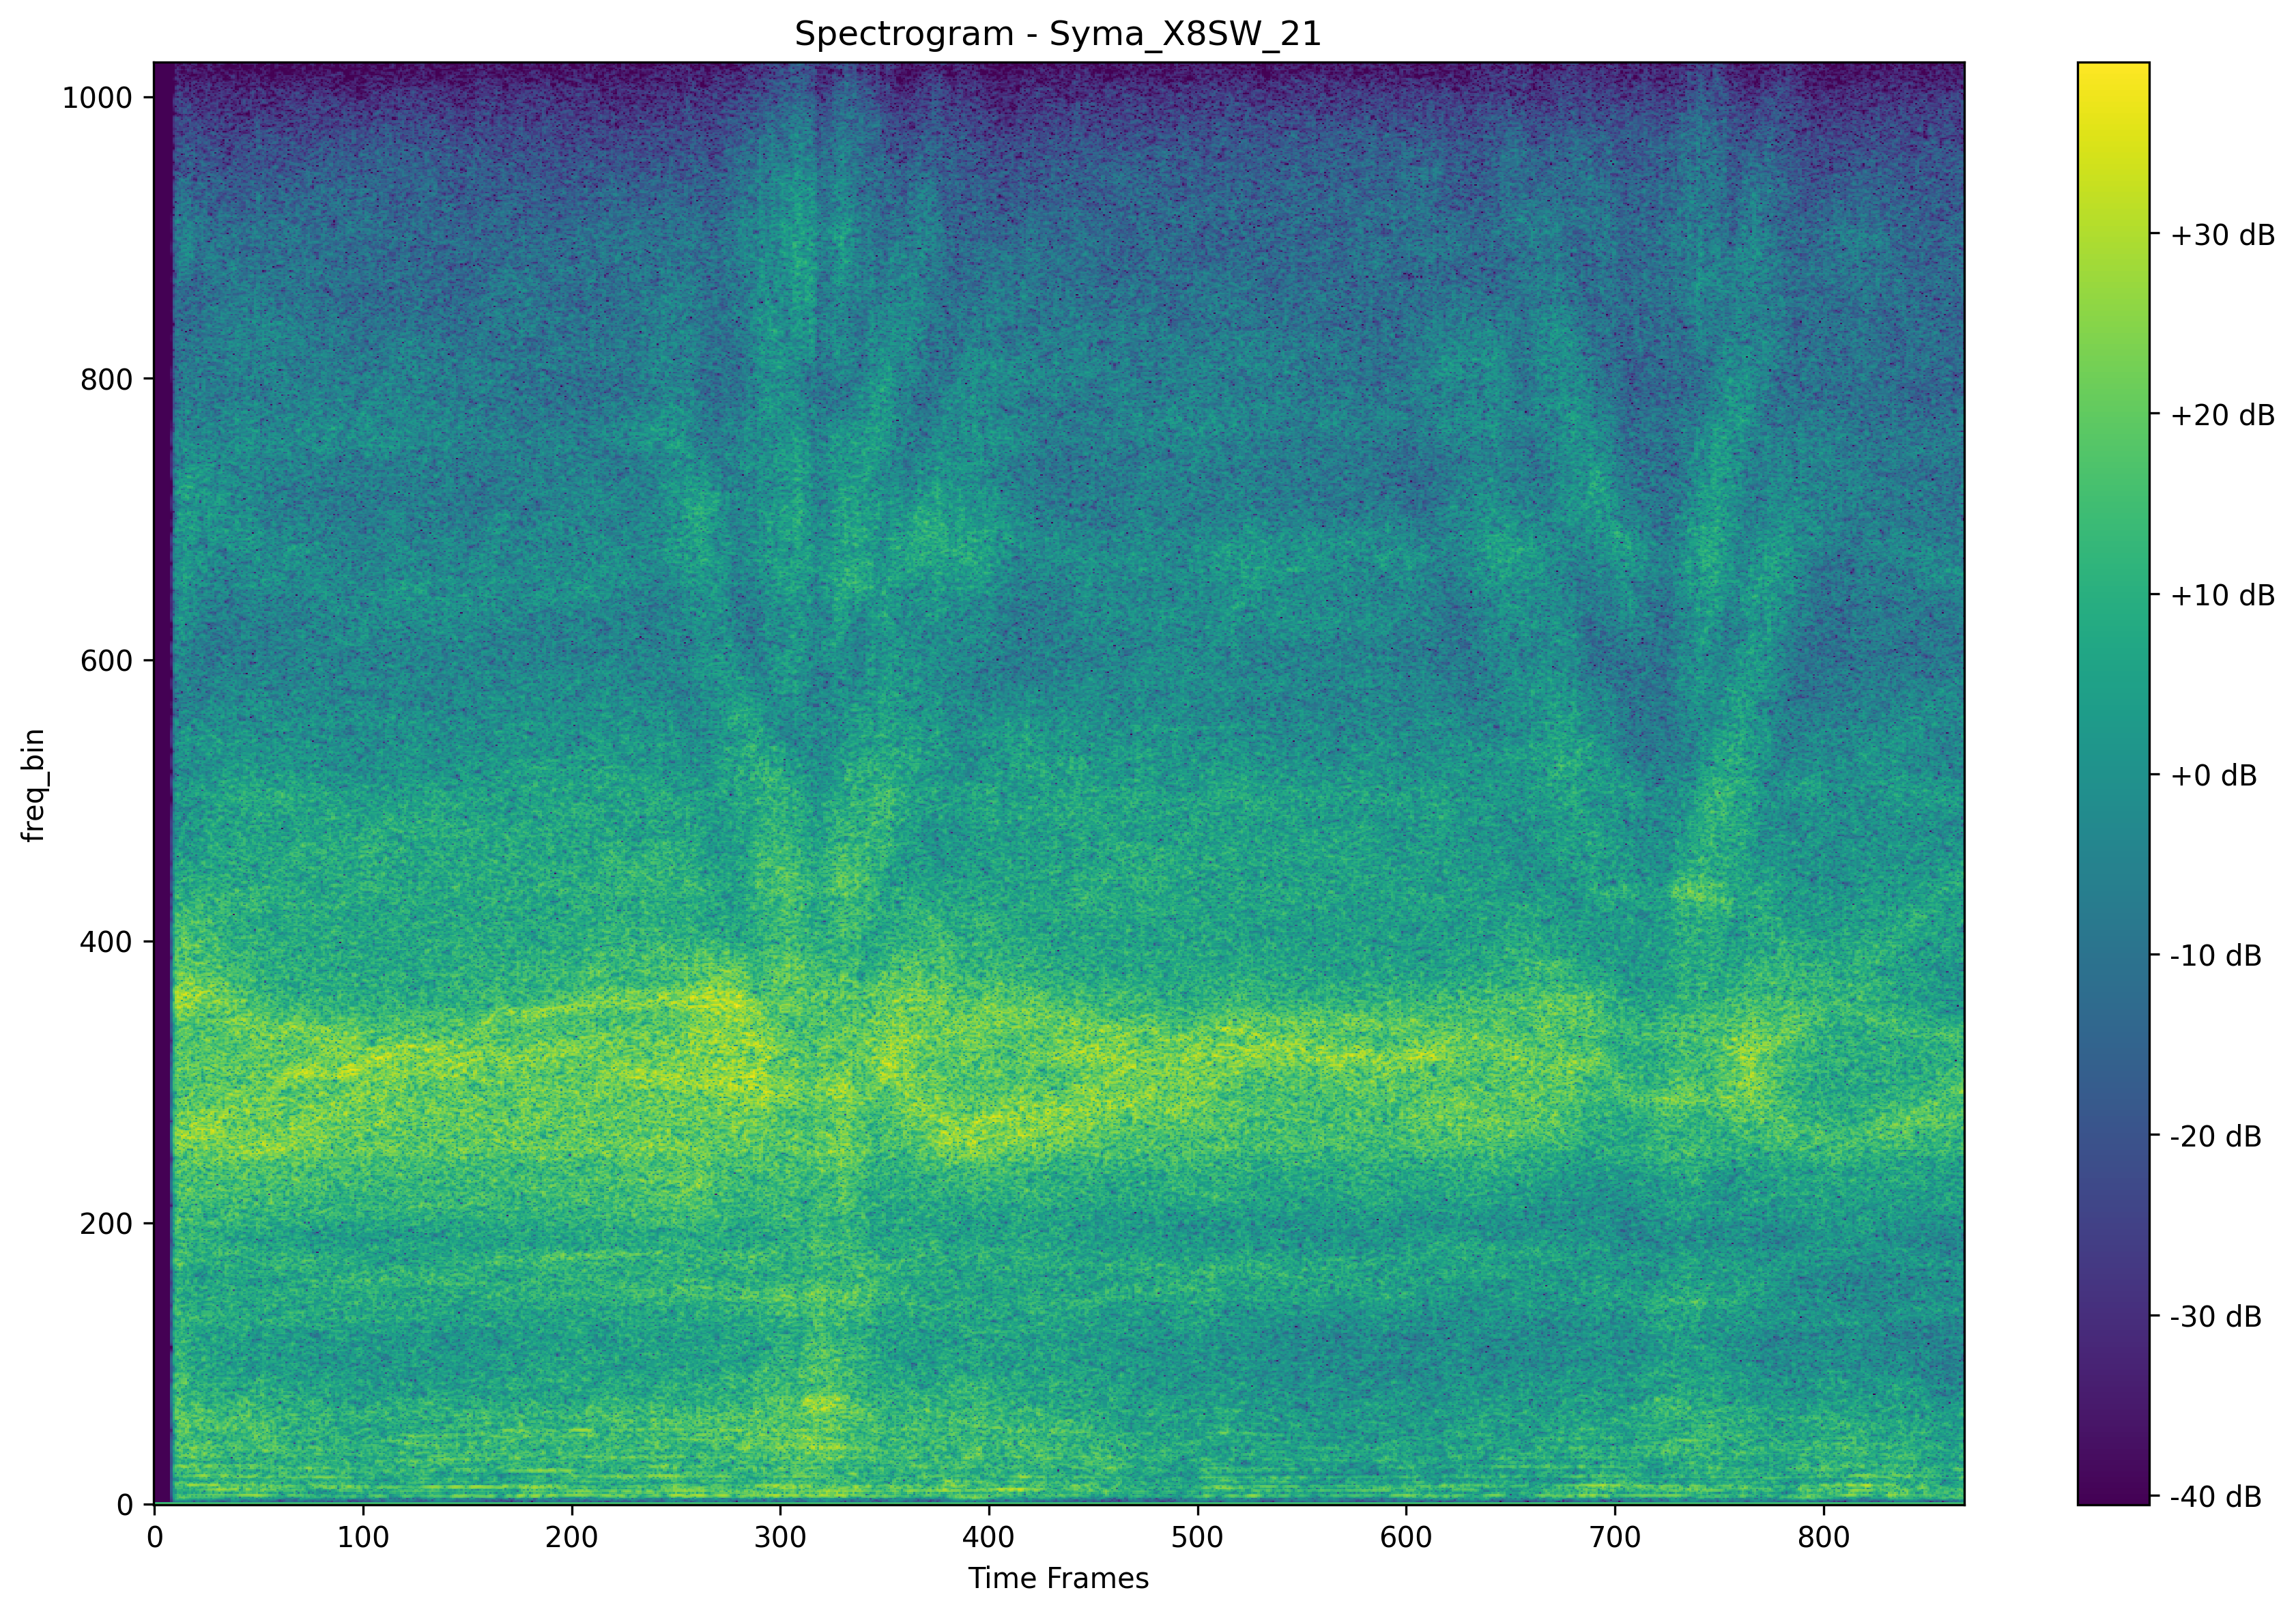 Spectrogram - Syma_X8SW_21
freq_bin
1000
800
600
400
200
0
0 100 200 300 400 500 600 700 800
Time Frames
+30 dB
+20 dB
+10 dB
+0 dB
-10 dB
-20 dB
-30 dB
-40 dB